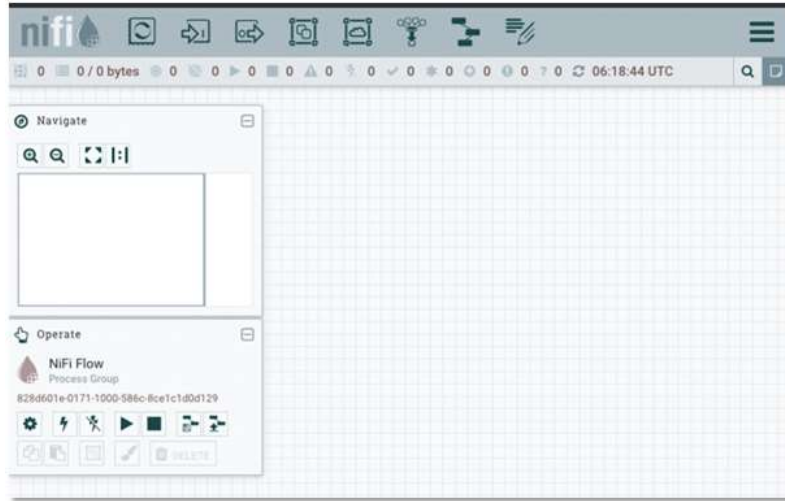 nifi
0 0 / 0 bytes 0 0 0 0 0 0 0 0 0 0 ? 0 06:18:44 UTC
Navigate
Operate
NiFi Flow
Process Group
828d601e-0171-1000-586c-8ce1c1d0d129
DELETE